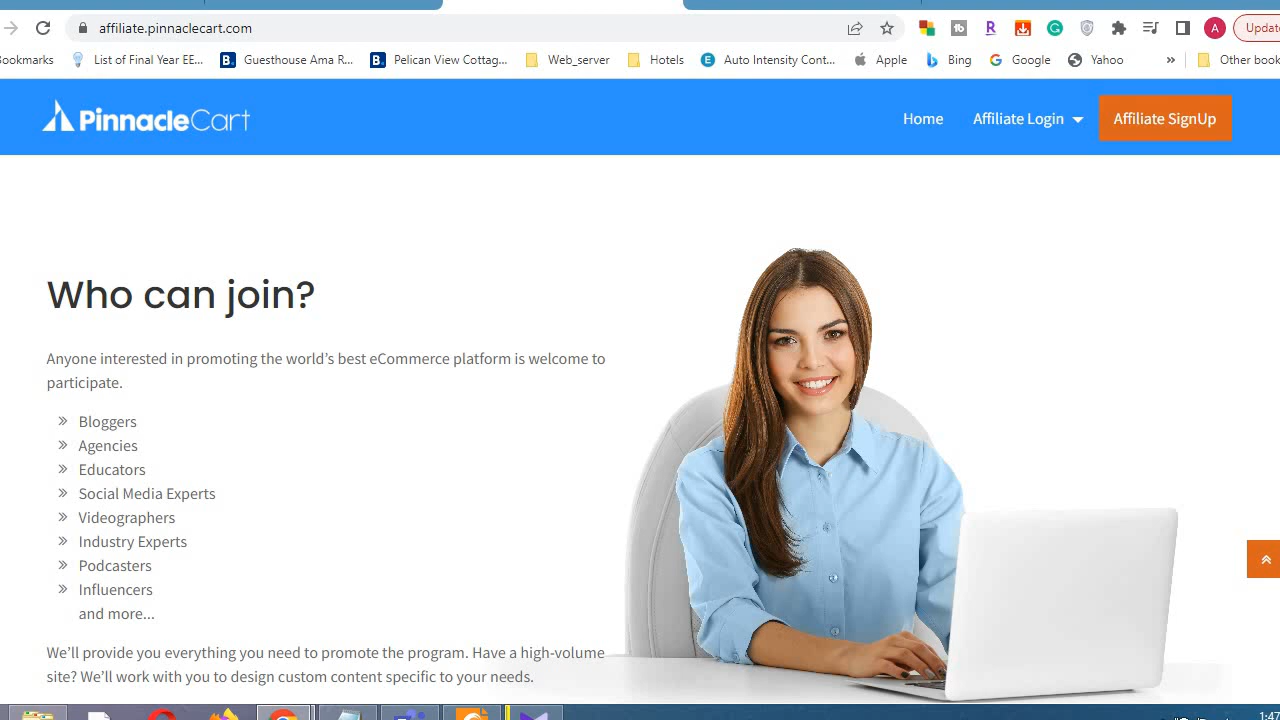 affiliate.pinnaclecart.com
A
Update
Bookmarks
List of Final Year EE...
B.
Guesthouse Ama R...
B.
Pelican View Cottag...
Web_server
Hotels
E
Auto Intensity Cont...
Apple
Bing
Google
Yahoo
»
Other book
PinnacleCart
Home
Affiliate Login
Affiliate SignUp
Who can join?
Anyone interested in promoting the world’s best eCommerce platform is welcome to
participate.
Bloggers
Agencies
Educators
Social Media Experts
Videographers
Industry Experts
Podcasters
Influencers
and more...
We’ll provide you everything you need to promote the program. Have a high-volume
site? We’ll work with you to design custom content specific to your needs.
1:47